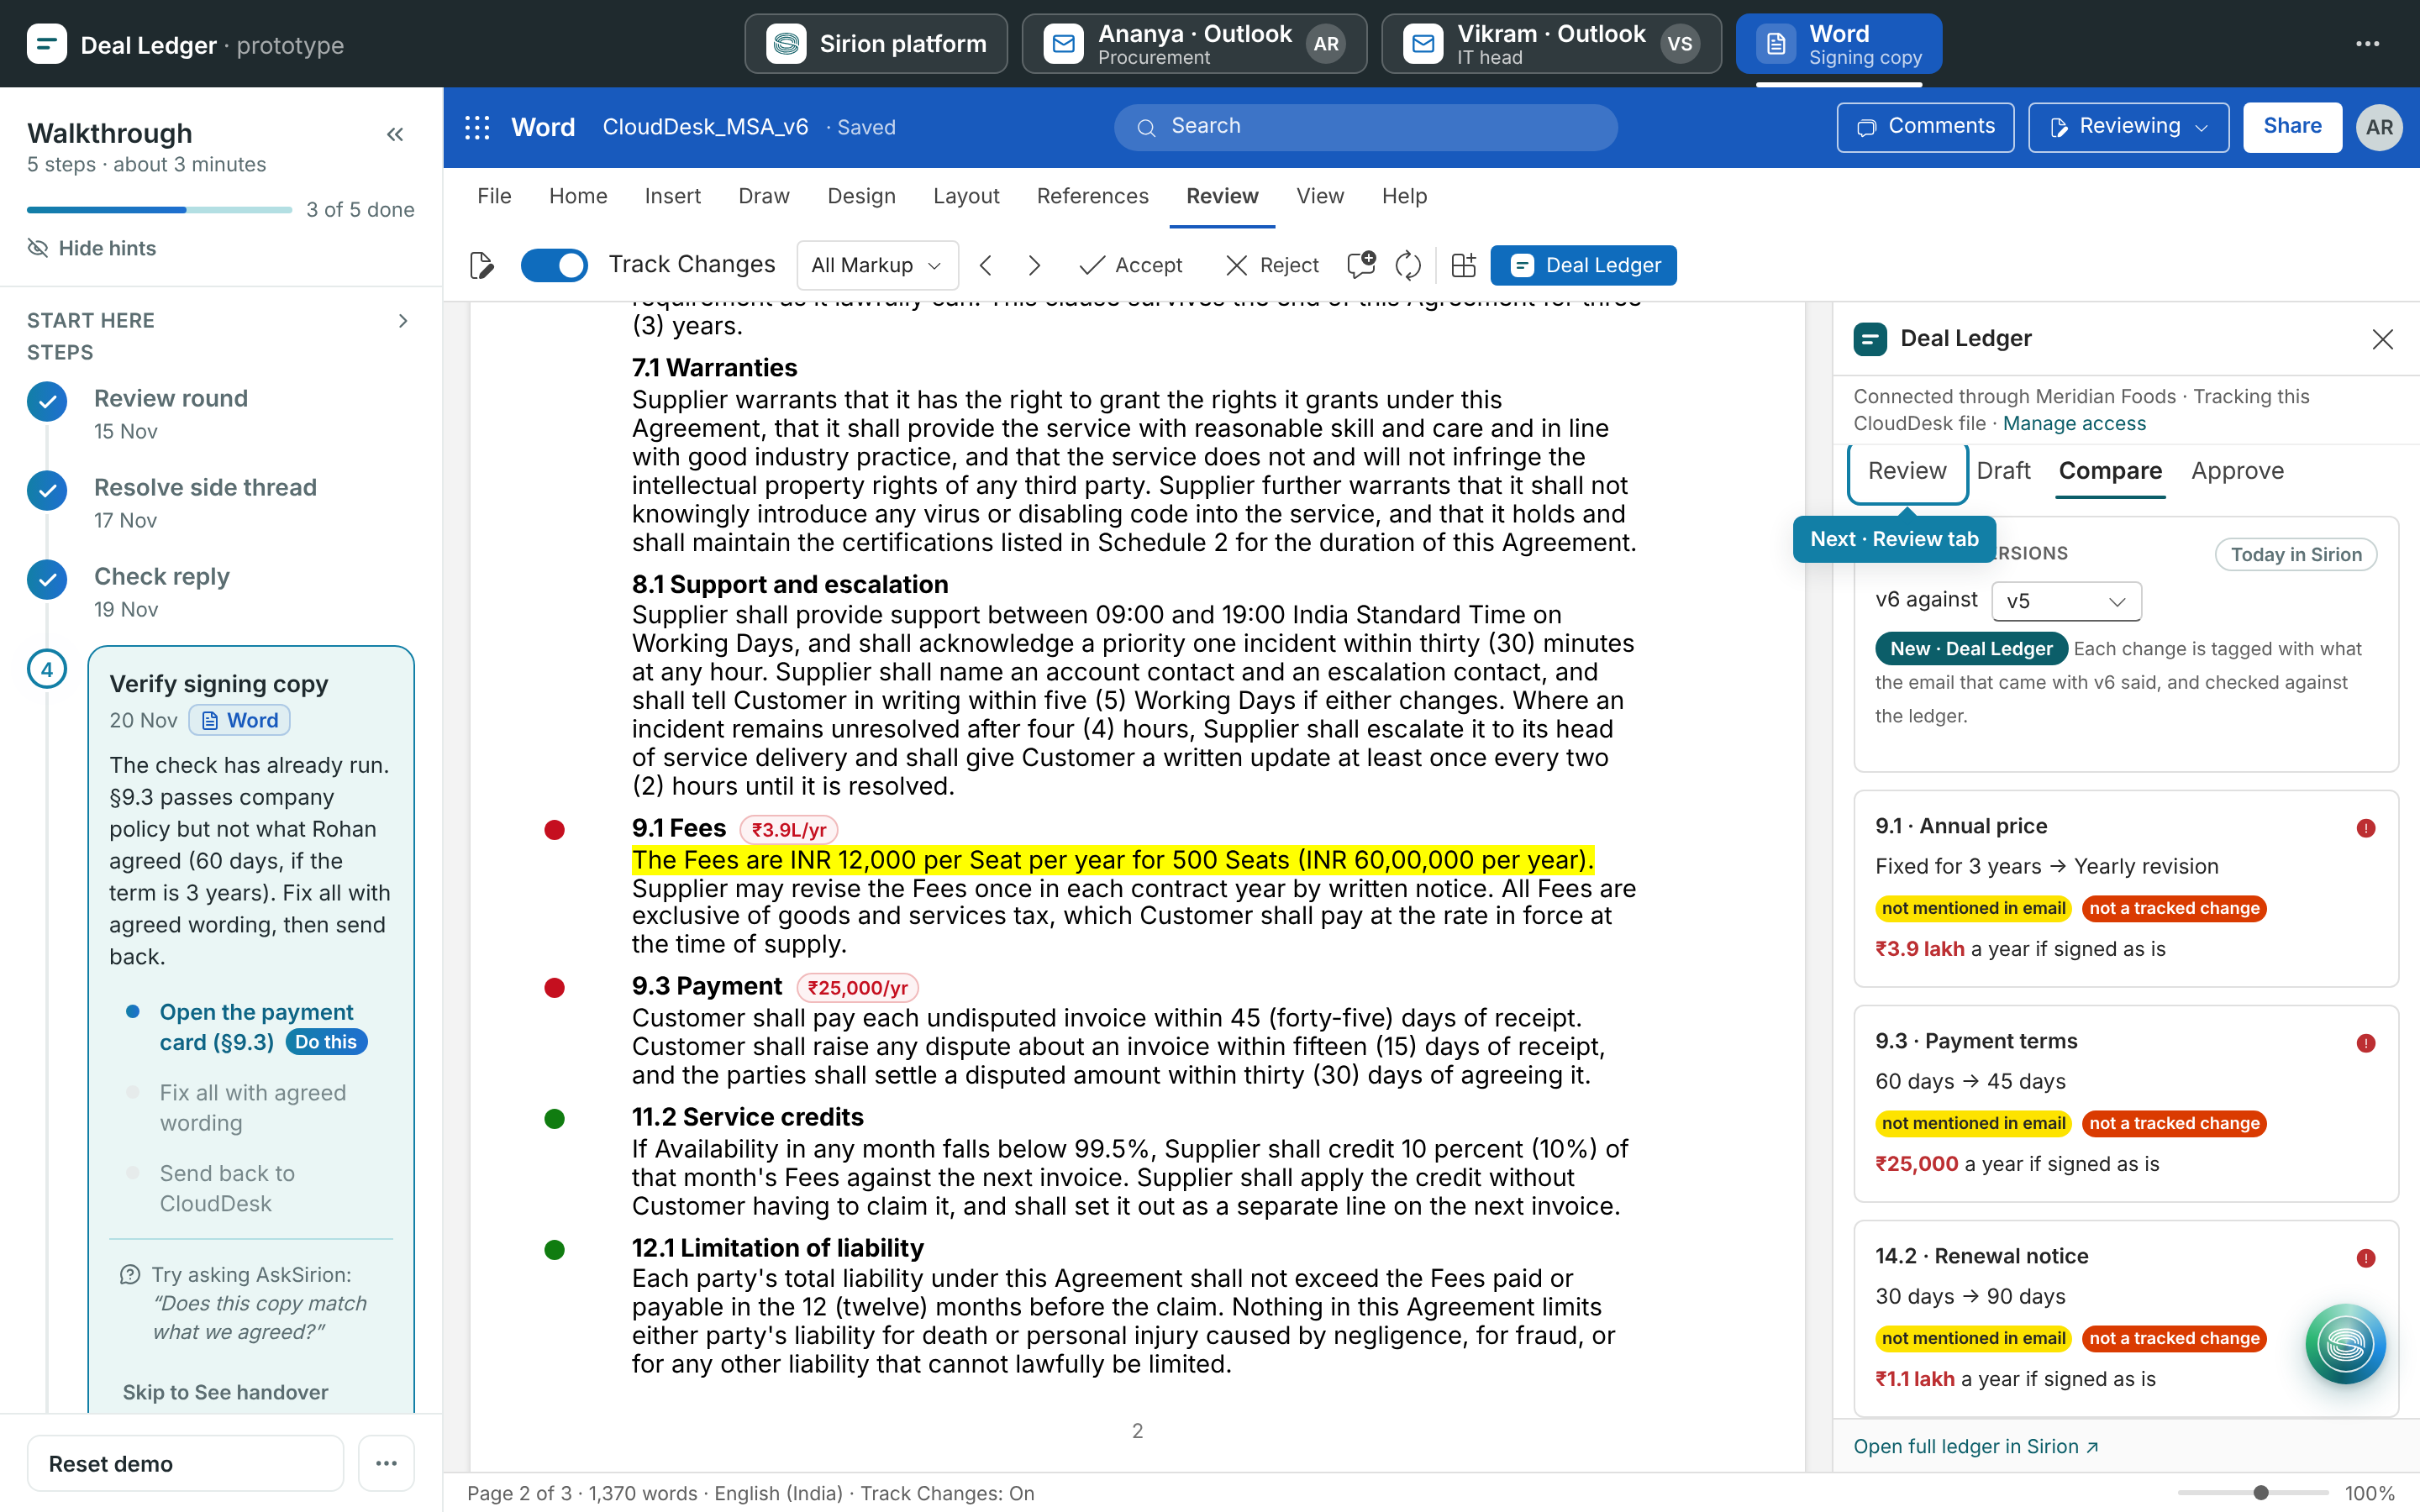 Deal Ledger · prototype
Sirion platform
Ananya · Outlook
Procurement
AR
Vikram · Outlook
IT head
VS
Word
Signing copy
Walkthrough
5 steps · about 3 minutes
3 of 5 done
Hide hints
START HERE
STEPS
Review round
15 Nov
Resolve side thread
17 Nov
Check reply
19 Nov
4
Verify signing copy
20 Nov
Word
The check has already run.
§9.3 passes company
policy but not what Rohan
agreed (60 days, if the
term is 3 years). Fix all with
agreed wording, then send
back.
Open the payment
card (§9.3) Do this
Fix all with agreed
wording
Send back to
CloudDesk
Try asking AskSirion:
“Does this copy match
what we agreed?”
Skip to See handover
Reset demo
Word
CloudDesk_MSA_v6 · Saved
Search
Comments
Reviewing
Share
AR
File
Home
Insert
Draw
Design
Layout
References
Review
View
Help
Track Changes
All Markup
Accept
Reject
Deal Ledger
requirement as it lawfully can. This clause survives the end of this Agreement for three
(3) years.
7.1 Warranties
Supplier warrants that it has the right to grant the rights it grants under this
Agreement, that it shall provide the service with reasonable skill and care and in line
with good industry practice, and that the service does not and will not infringe the
intellectual property rights of any third party. Supplier further warrants that it shall not
knowingly introduce any virus or disabling code into the service, and that it holds and
shall maintain the certifications listed in Schedule 2 for the duration of this Agreement.
8.1 Support and escalation
Supplier shall provide support between 09:00 and 19:00 India Standard Time on
Working Days, and shall acknowledge a priority one incident within thirty (30) minutes
at any hour. Supplier shall name an account contact and an escalation contact, and
shall tell Customer in writing within five (5) Working Days if either changes. Where an
incident remains unresolved after four (4) hours, Supplier shall escalate it to its head
of service delivery and shall give Customer a written update at least once every two
(2) hours until it is resolved.
9.1 Fees ₹3.9L/yr
The Fees are INR 12,000 per Seat per year for 500 Seats (INR 60,00,000 per year).
Supplier may revise the Fees once in each contract year by written notice. All Fees are
exclusive of goods and services tax, which Customer shall pay at the rate in force at
the time of supply.
9.3 Payment ₹25,000/yr
Customer shall pay each undisputed invoice within 45 (forty-five) days of receipt.
Customer shall raise any dispute about an invoice within fifteen (15) days of receipt,
and the parties shall settle a disputed amount within thirty (30) days of agreeing it.
11.2 Service credits
If Availability in any month falls below 99.5%, Supplier shall credit 10 percent (10%) of
that month's Fees against the next invoice. Supplier shall apply the credit without
Customer having to claim it, and shall set it out as a separate line on the next invoice.
12.1 Limitation of liability
Each party's total liability under this Agreement shall not exceed the Fees paid or
payable in the 12 (twelve) months before the claim. Nothing in this Agreement limits
either party's liability for death or personal injury caused by negligence, for fraud, or
for any other liability that cannot lawfully be limited.
2
Deal Ledger
Connected through Meridian Foods · Tracking this
CloudDesk file · Manage access
Review
Draft
Compare
Approve
Next · Review tab
RSIONS
Today in Sirion
v6 against v5
New · Deal Ledger Each change is tagged with what
the email that came with v6 said, and checked against
the ledger.
9.1 · Annual price
Fixed for 3 years → Yearly revision
not mentioned in email not a tracked change
₹3.9 lakh a year if signed as is
9.3 · Payment terms
60 days → 45 days
not mentioned in email not a tracked change
₹25,000 a year if signed as is
14.2 · Renewal notice
30 days → 90 days
not mentioned in email not a tracked change
₹1.1 lakh a year if signed as is
Open full ledger in Sirion ↗
Page 2 of 3 · 1,370 words · English (India) · Track Changes: On
100%